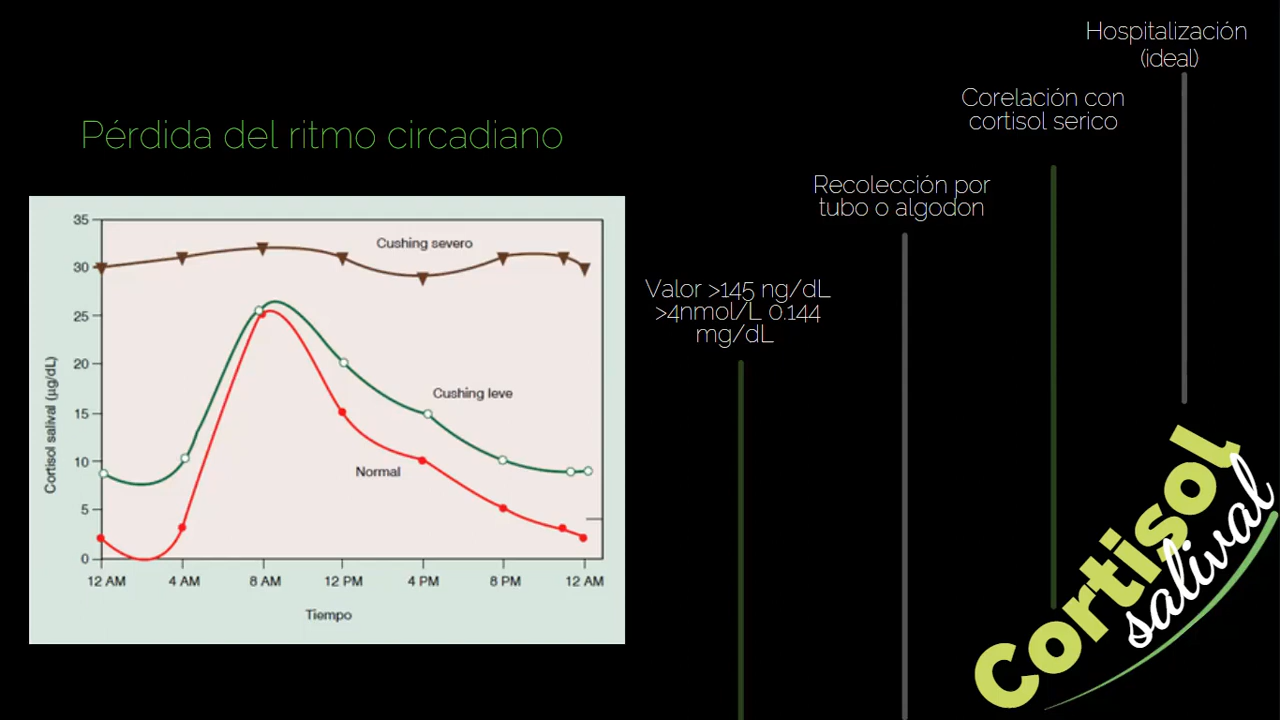 Pérdida del ritmo circadiano
35
30
25
20
15
10
5
0
Cortisol salival (µg/dL)
Cushing severo
Cushing leve
Normal
12 AM 4 AM 8 AM 12 PM 4 PM 8 PM 12 AM
Tiempo
Valor >145 ng/dL
>4nmol/L 0.144
mg/dL
Recolección por
tubo o algodon
Corelación con
cortisol serico
Hospitalización
(ideal)
Cortisol
salival